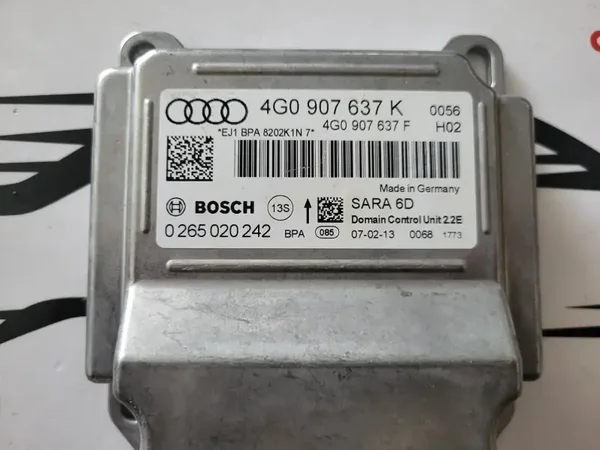 4G0 907 637 K 0056
*EJ1 BPA 8202K1N 7* 4G0 907 637 F H02
Made in Germany
BOSCH 13S SARA 6D
Domain Control Unit 2.2E
0 265 020 242 BPA 085 07-02-13 0068 1773